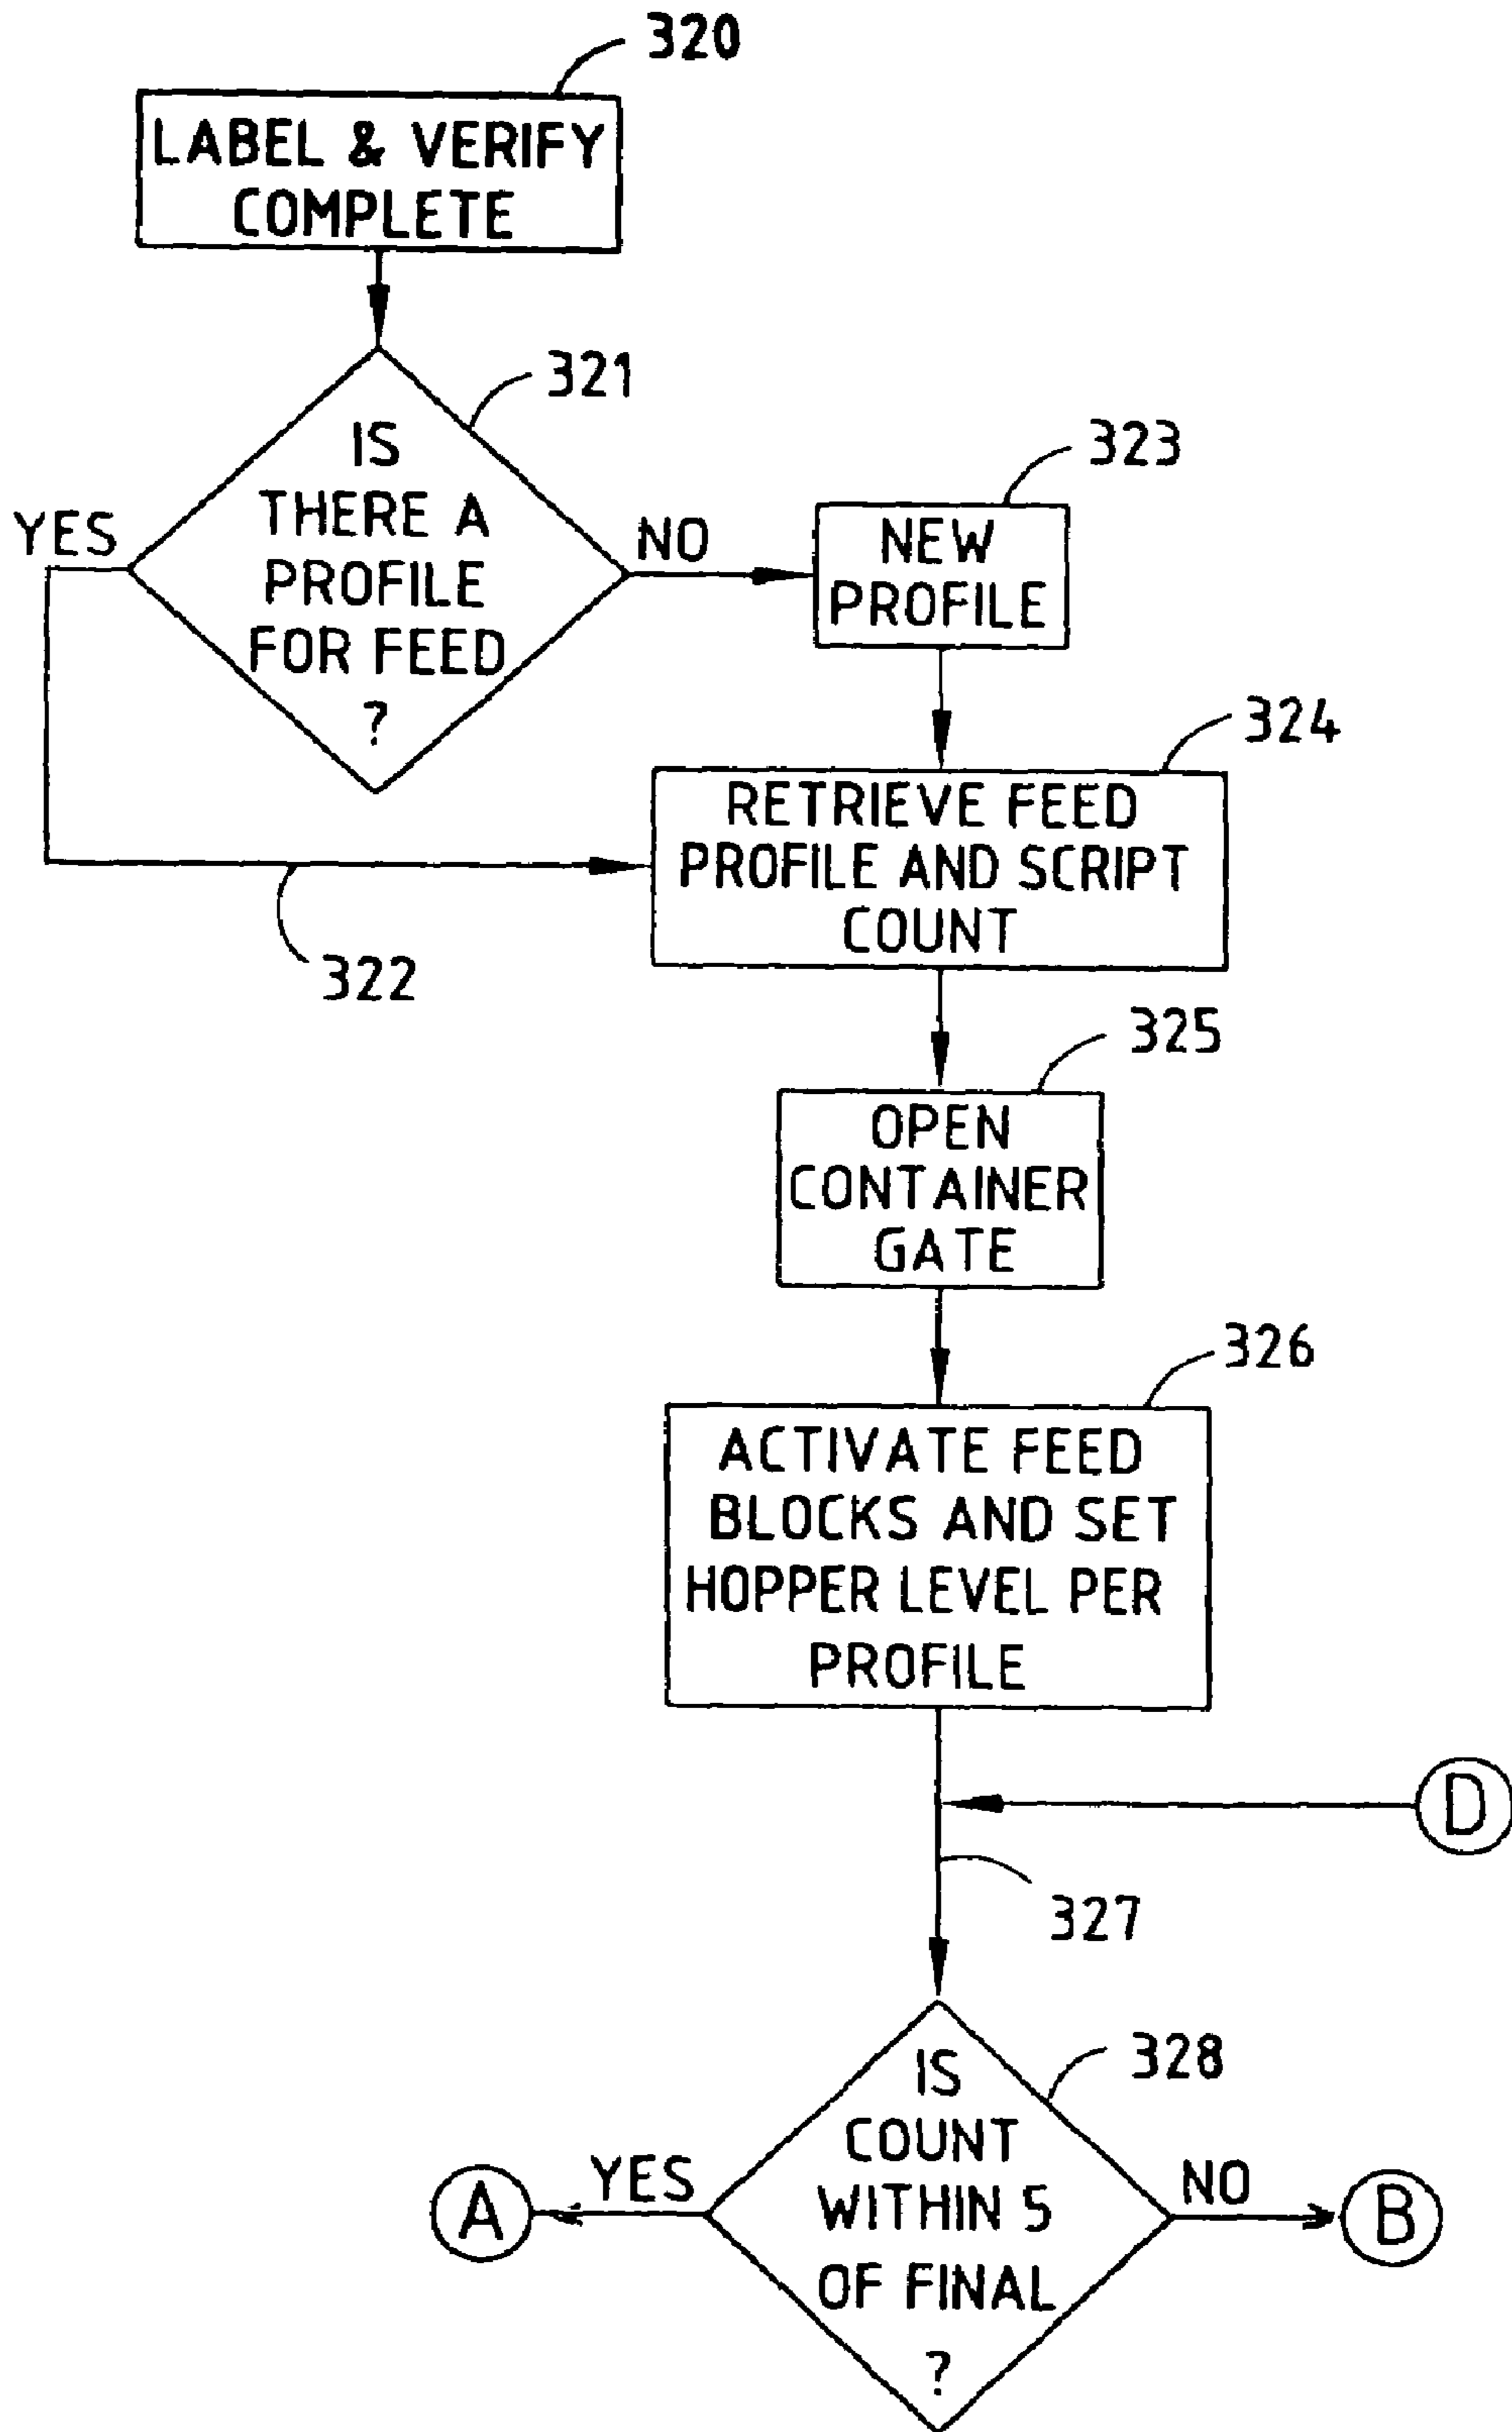 320
LABEL & VERIFY
COMPLETE
321
IS
THERE A
PROFILE
FOR FEED
?
YES
NO
323
NEW
PROFILE
324
RETRIEVE FEED
PROFILE AND SCRIPT
COUNT
322
325
OPEN
CONTAINER
GATE
326
ACTIVATE FEED
BLOCKS AND SET
HOPPER LEVEL PER
PROFILE
D
327
328
IS
COUNT
WITHIN 5
OF FINAL
?
YES
A
NO
B